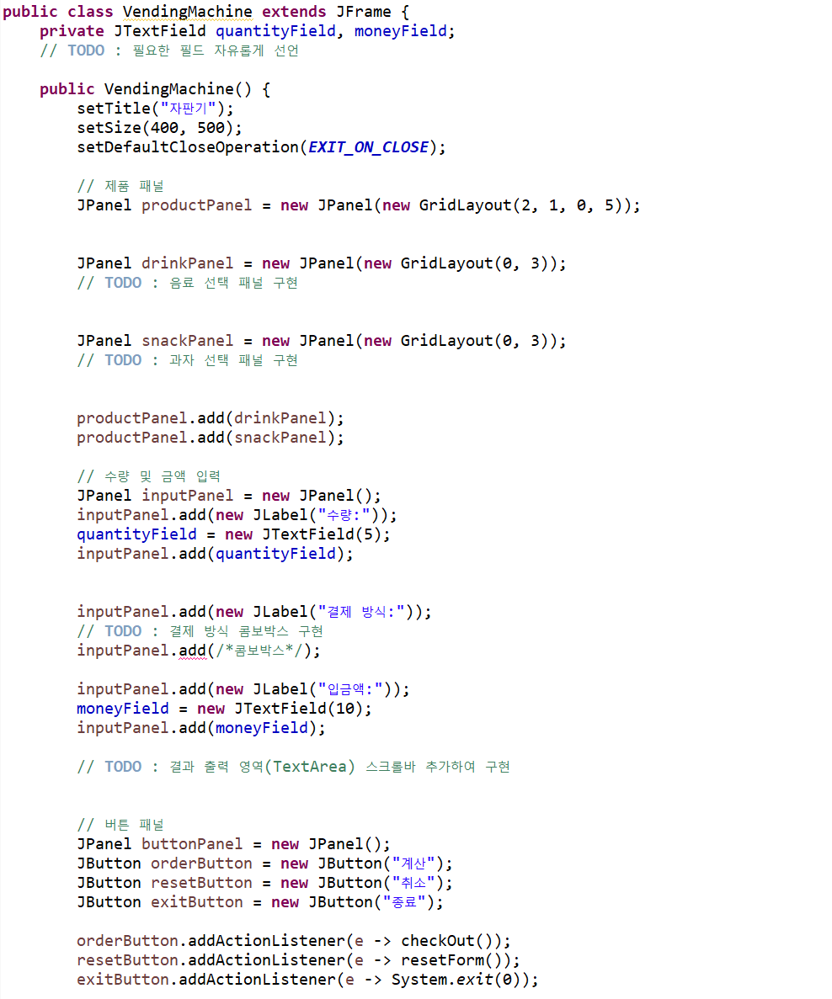 public class VendingMachine extends JFrame {
    private JTextField quantityField, moneyField;
    // TODO : 필요한 필드 자유롭게 선언
    public VendingMachine() {
        setTitle("자판기");
        setSize(400, 500);
        setDefaultCloseOperation(EXIT_ON_CLOSE);
        // 제품 패널
        JPanel productPanel = new JPanel(new GridLayout(2, 1, 0, 5));
        JPanel drinkPanel = new JPanel(new GridLayout(0, 3));
        // TODO : 음료 선택 패널 구현
        JPanel snackPanel = new JPanel(new GridLayout(0, 3));
        // TODO : 과자 선택 패널 구현
        productPanel.add(drinkPanel);
        productPanel.add(snackPanel);
        // 수량 및 금액 입력
        JPanel inputPanel = new JPanel();
        inputPanel.add(new JLabel("수량:"));
        quantityField = new JTextField(5);
        inputPanel.add(quantityField);
        inputPanel.add(new JLabel("결제 방식:"));
        // TODO : 결제 방식 콤보박스 구현
        inputPanel.add(/*콤보박스*/);
        inputPanel.add(new JLabel("입금액:"));
        moneyField = new JTextField(10);
        inputPanel.add(moneyField);
        // TODO : 결과 출력 영역(TextArea) 스크롤바 추가하여 구현
        // 버튼 패널
        JPanel buttonPanel = new JPanel();
        JButton orderButton = new JButton("계산");
        JButton resetButton = new JButton("취소");
        JButton exitButton = new JButton("종료");
        orderButton.addActionListener(e -> checkOut());
        resetButton.addActionListener(e -> resetForm());
        exitButton.addActionListener(e -> System.exit(0));